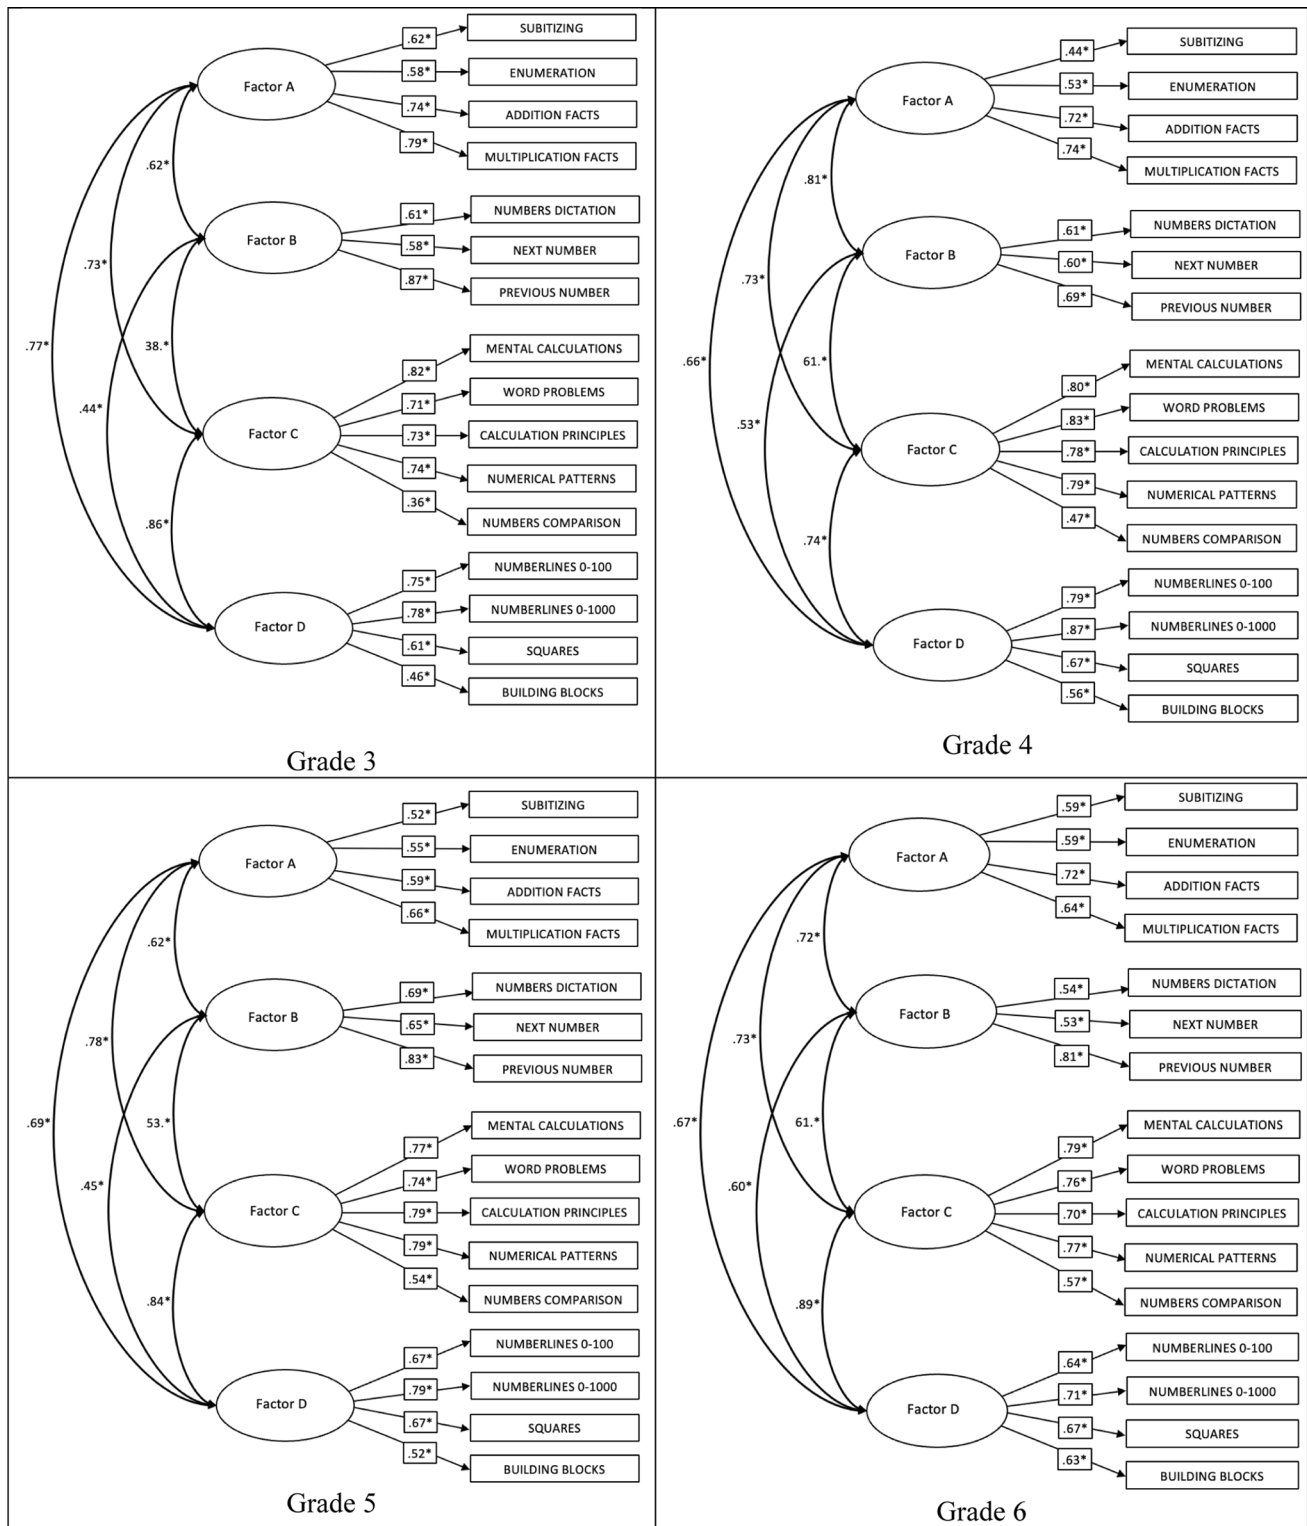 .62*
SUBITIZING
Factor A
.58*
ENUMERATION
.74*
ADDITION FACTS
.79*
MULTIPLICATION FACTS
.62*
.61*
NUMBERS DICTATION
Factor B
.58*
NEXT NUMBER
.87*
PREVIOUS NUMBER
.73*
.77*
38.*
.44*
.82*
MENTAL CALCULATIONS
.71*
WORD PROBLEMS
Factor C
.73*
CALCULATION PRINCIPLES
.74*
NUMERICAL PATTERNS
.36*
NUMBERS COMPARISON
.86*
.75*
NUMBERLINES 0-100
.78*
NUMBERLINES 0-1000
Factor D
.61*
SQUARES
.46*
BUILDING BLOCKS
Grade 3
.44*
SUBITIZING
Factor A
.53*
ENUMERATION
.72*
ADDITION FACTS
.74*
MULTIPLICATION FACTS
.81*
.61*
NUMBERS DICTATION
Factor B
.60*
NEXT NUMBER
.69*
PREVIOUS NUMBER
.73*
.66*
61.*
.53*
.80*
MENTAL CALCULATIONS
.83*
WORD PROBLEMS
Factor C
.78*
CALCULATION PRINCIPLES
.79*
NUMERICAL PATTERNS
.47*
NUMBERS COMPARISON
.74*
.79*
NUMBERLINES 0-100
.87*
NUMBERLINES 0-1000
Factor D
.67*
SQUARES
.56*
BUILDING BLOCKS
Grade 4
.52*
SUBITIZING
Factor A
.55*
ENUMERATION
.59*
ADDITION FACTS
.66*
MULTIPLICATION FACTS
.62*
.69*
NUMBERS DICTATION
Factor B
.65*
NEXT NUMBER
.83*
PREVIOUS NUMBER
.78*
.69*
53.*
.45*
.77*
MENTAL CALCULATIONS
.74*
WORD PROBLEMS
Factor C
.79*
CALCULATION PRINCIPLES
.79*
NUMERICAL PATTERNS
.54*
NUMBERS COMPARISON
.84*
.67*
NUMBERLINES 0-100
.79*
NUMBERLINES 0-1000
Factor D
.67*
SQUARES
.52*
BUILDING BLOCKS
Grade 5
.59*
SUBITIZING
Factor A
.59*
ENUMERATION
.72*
ADDITION FACTS
.64*
MULTIPLICATION FACTS
.72*
.54*
NUMBERS DICTATION
Factor B
.53*
NEXT NUMBER
.81*
PREVIOUS NUMBER
.73*
.67*
61.*
.60*
.79*
MENTAL CALCULATIONS
.76*
WORD PROBLEMS
Factor C
.70*
CALCULATION PRINCIPLES
.77*
NUMERICAL PATTERNS
.57*
NUMBERS COMPARISON
.89*
.64*
NUMBERLINES 0-100
.71*
NUMBERLINES 0-1000
Factor D
.67*
SQUARES
.63*
BUILDING BLOCKS
Grade 6